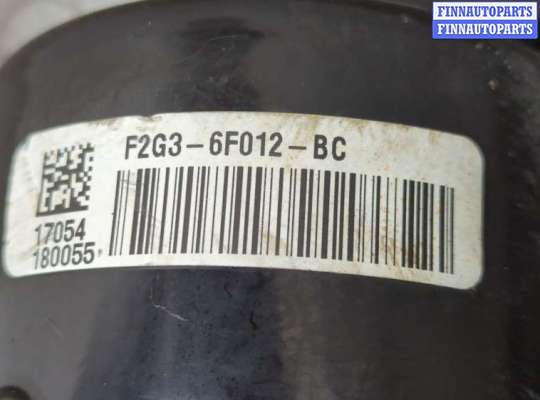 FINNAUTOPARTS
FINNAUTOPARTS
F2G3-6F012-BC
17054
180055